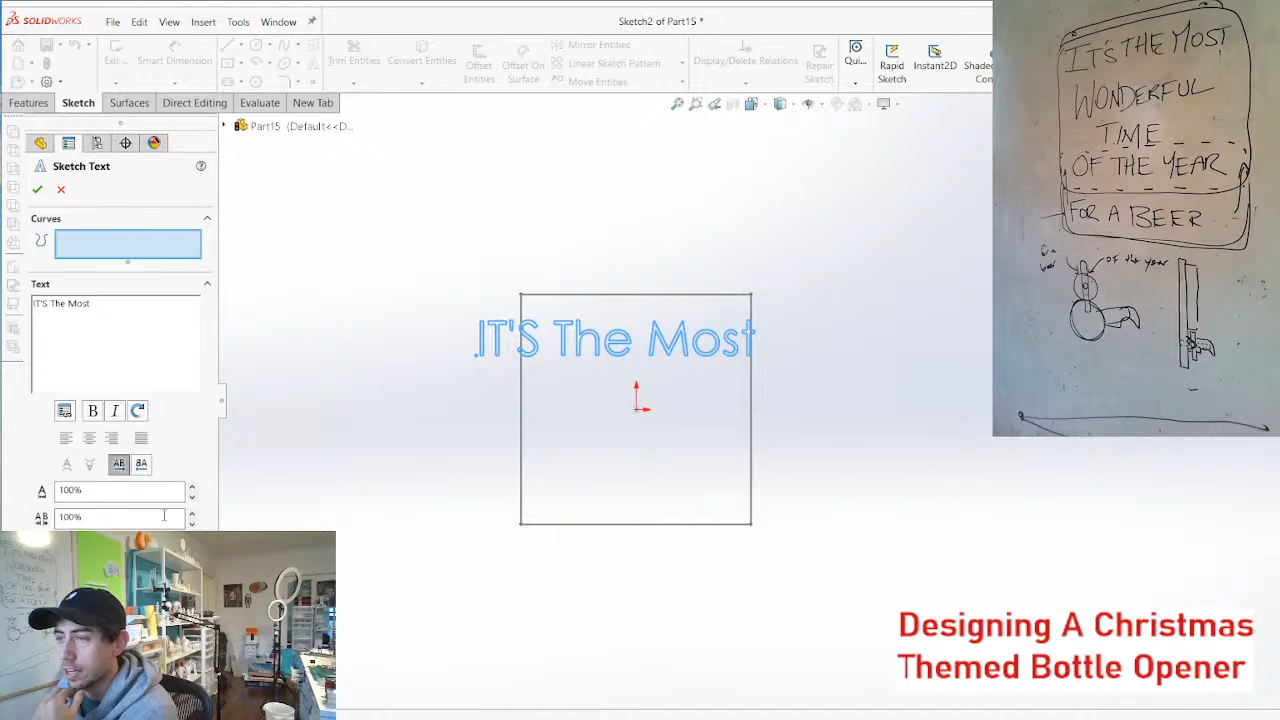 SOLIDWORKS
File Edit View Insert Tools Window
Sketch2 of Part15 *
Exit...
Smart Dimension
Trim Entities
Convert Entities
Offset Entities
Offset On Surface
Mirror Entities
Linear Sketch Pattern
Move Entities
Display/Delete Relations
Repair Sketch
Qui...
Rapid Sketch
Instant2D
Features Sketch Surfaces Direct Editing Evaluate New Tab
Part15 (Default<<D...
Sketch Text
Curves
Text
IT'S The Most
B I
AB
100%
AB
100%
IT'S The Most
IT'S THE MOST
WONDERFUL
TIME
OF THE YEAR
FOR A BEER
of the year
Designing A Christmas
Themed Bottle Opener